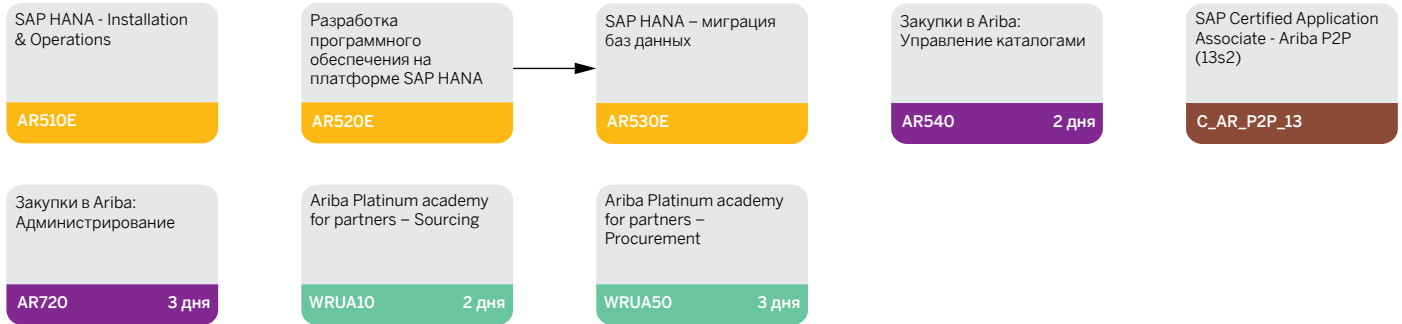 SAP HANA - Installation
& Operations
AR510E
Разработка
программного
обеспечения на
платформе SAP HANA
AR520E
SAP HANA – миграция
баз данных
AR530E
Закупки в Ariba:
Управление каталогами
AR540 2 дня
SAP Certified Application
Associate - Ariba P2P
(13s2)
C_AR_P2P_13
Закупки в Ariba:
Администрирование
AR720 3 дня
Ariba Platinum academy
for partners – Sourcing
WRUA10 2 дня
Ariba Platinum academy
for partners –
Procurement
WRUA50 3 дня